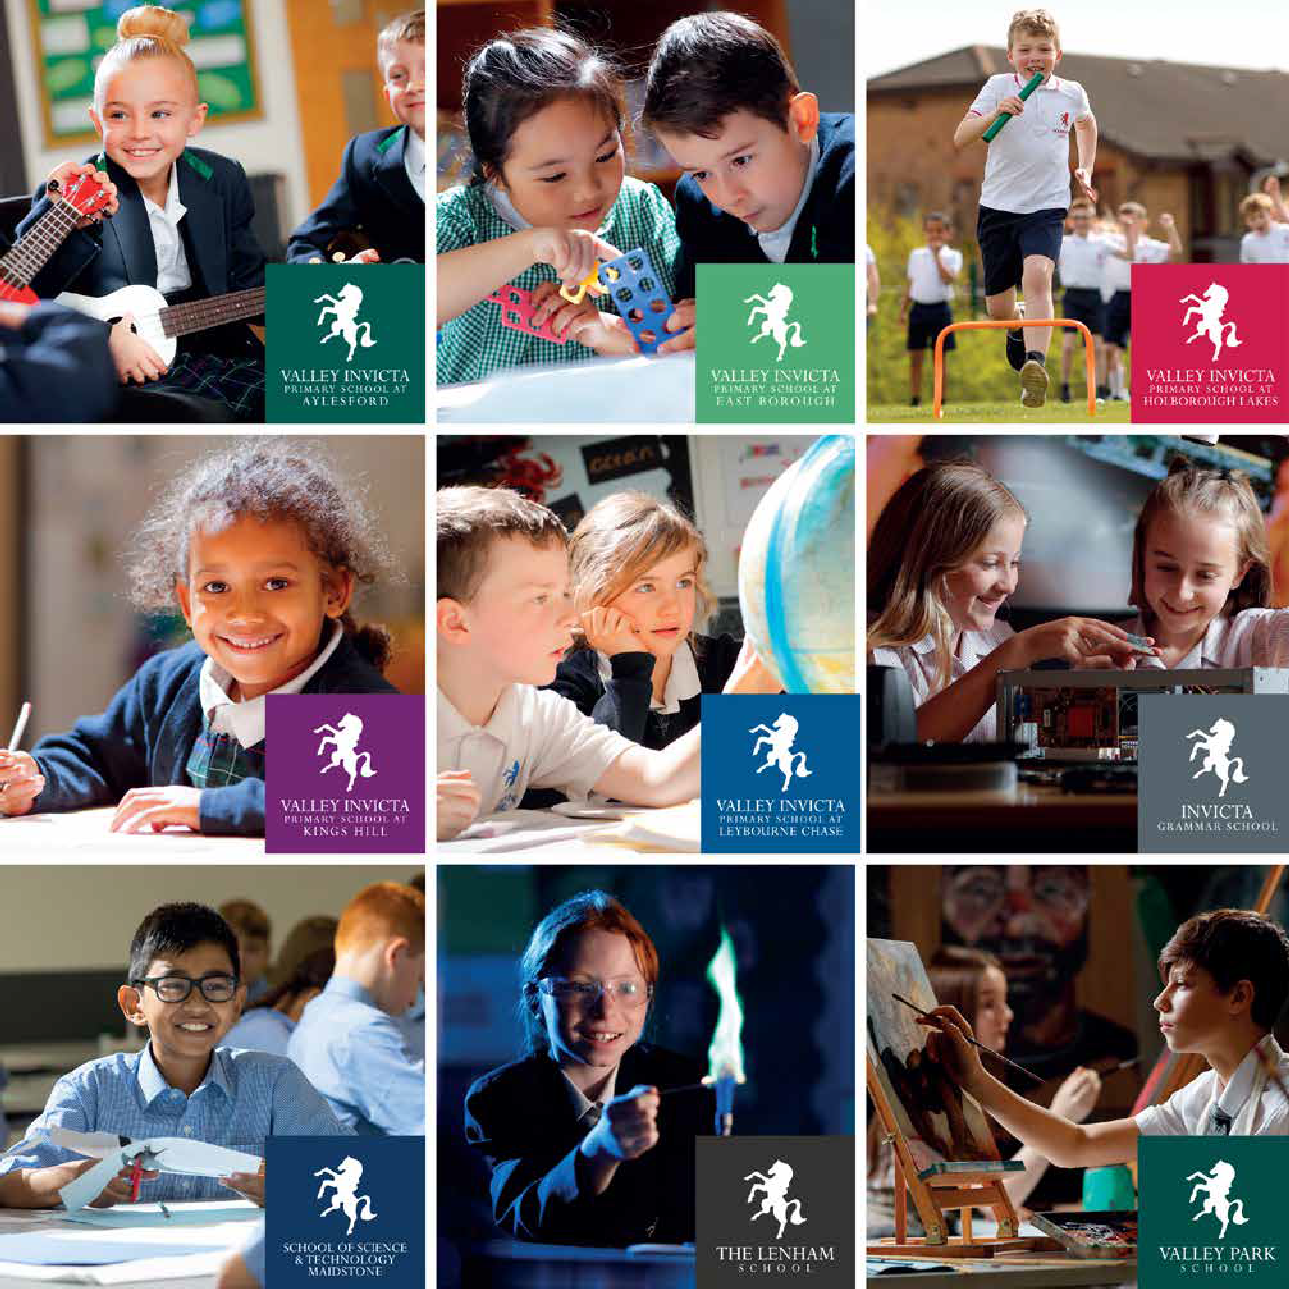 VALLEY INVICTA
PRIMARY SCHOOL AT
AYLESFORD
VALLEY INVICTA
PRIMARY SCHOOL AT
EAST BOROUGH
VALLEY INVICTA
PRIMARY SCHOOL AT
HOLBOROUGH LAKES
VALLEY INVICTA
PRIMARY SCHOOL AT
KINGS HILL
ocean
VALLEY INVICTA
PRIMARY SCHOOL AT
LEYBOURNE CHASE
INVICTA
GRAMMAR SCHOOL
SCHOOL OF SCIENCE
& TECHNOLOGY
MAIDSTONE
THE LENHAM
SCHOOL
VALLEY PARK
SCHOOL